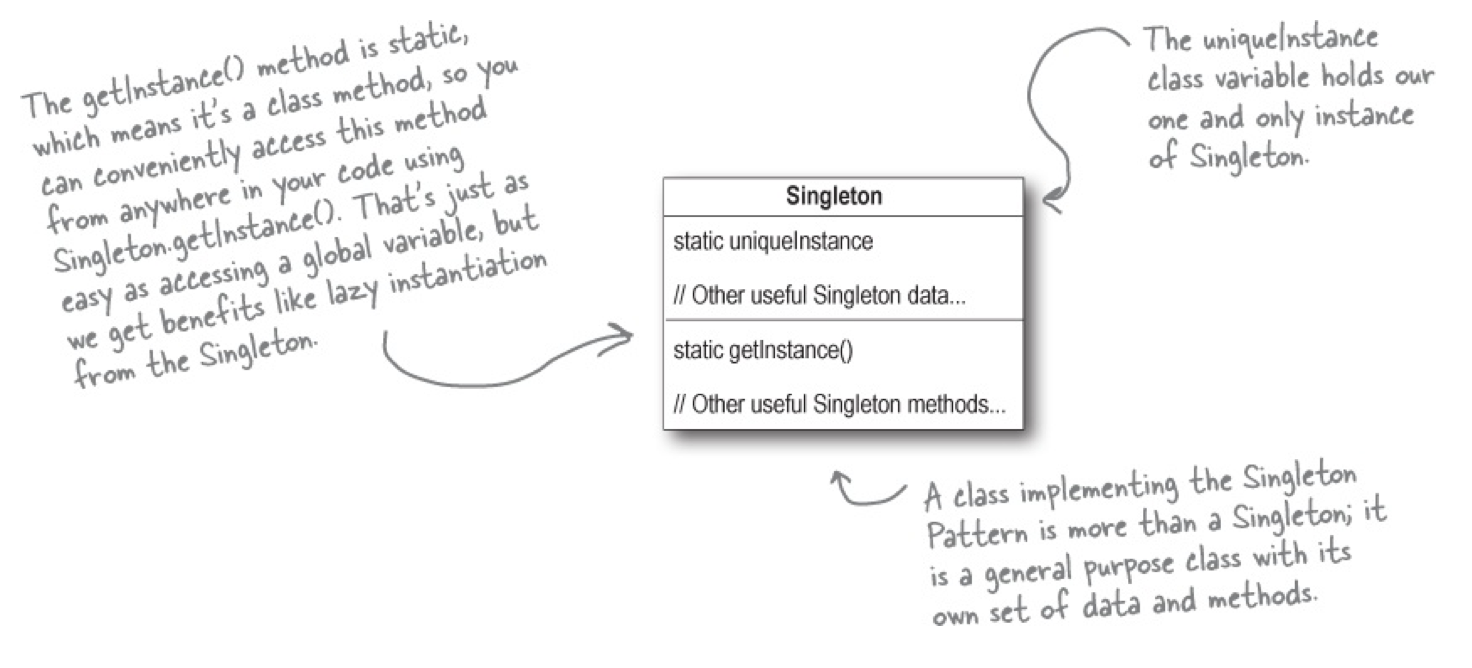 The getInstance() method is static,
which means it's a class method, so you
can conveniently access this method
from anywhere in your code using
Singleton.getInstance(). That's just as
easy as accessing a global variable, but
we get benefits like lazy instantiation
from the Singleton.
The uniqueInstance
class variable holds our
one and only instance
of Singleton.
Singleton
static uniqueInstance
// Other useful Singleton data...
static getInstance()
// Other useful Singleton methods...
A class implementing the Singleton
Pattern is more than a Singleton; it
is a general purpose class with its
own set of data and methods.